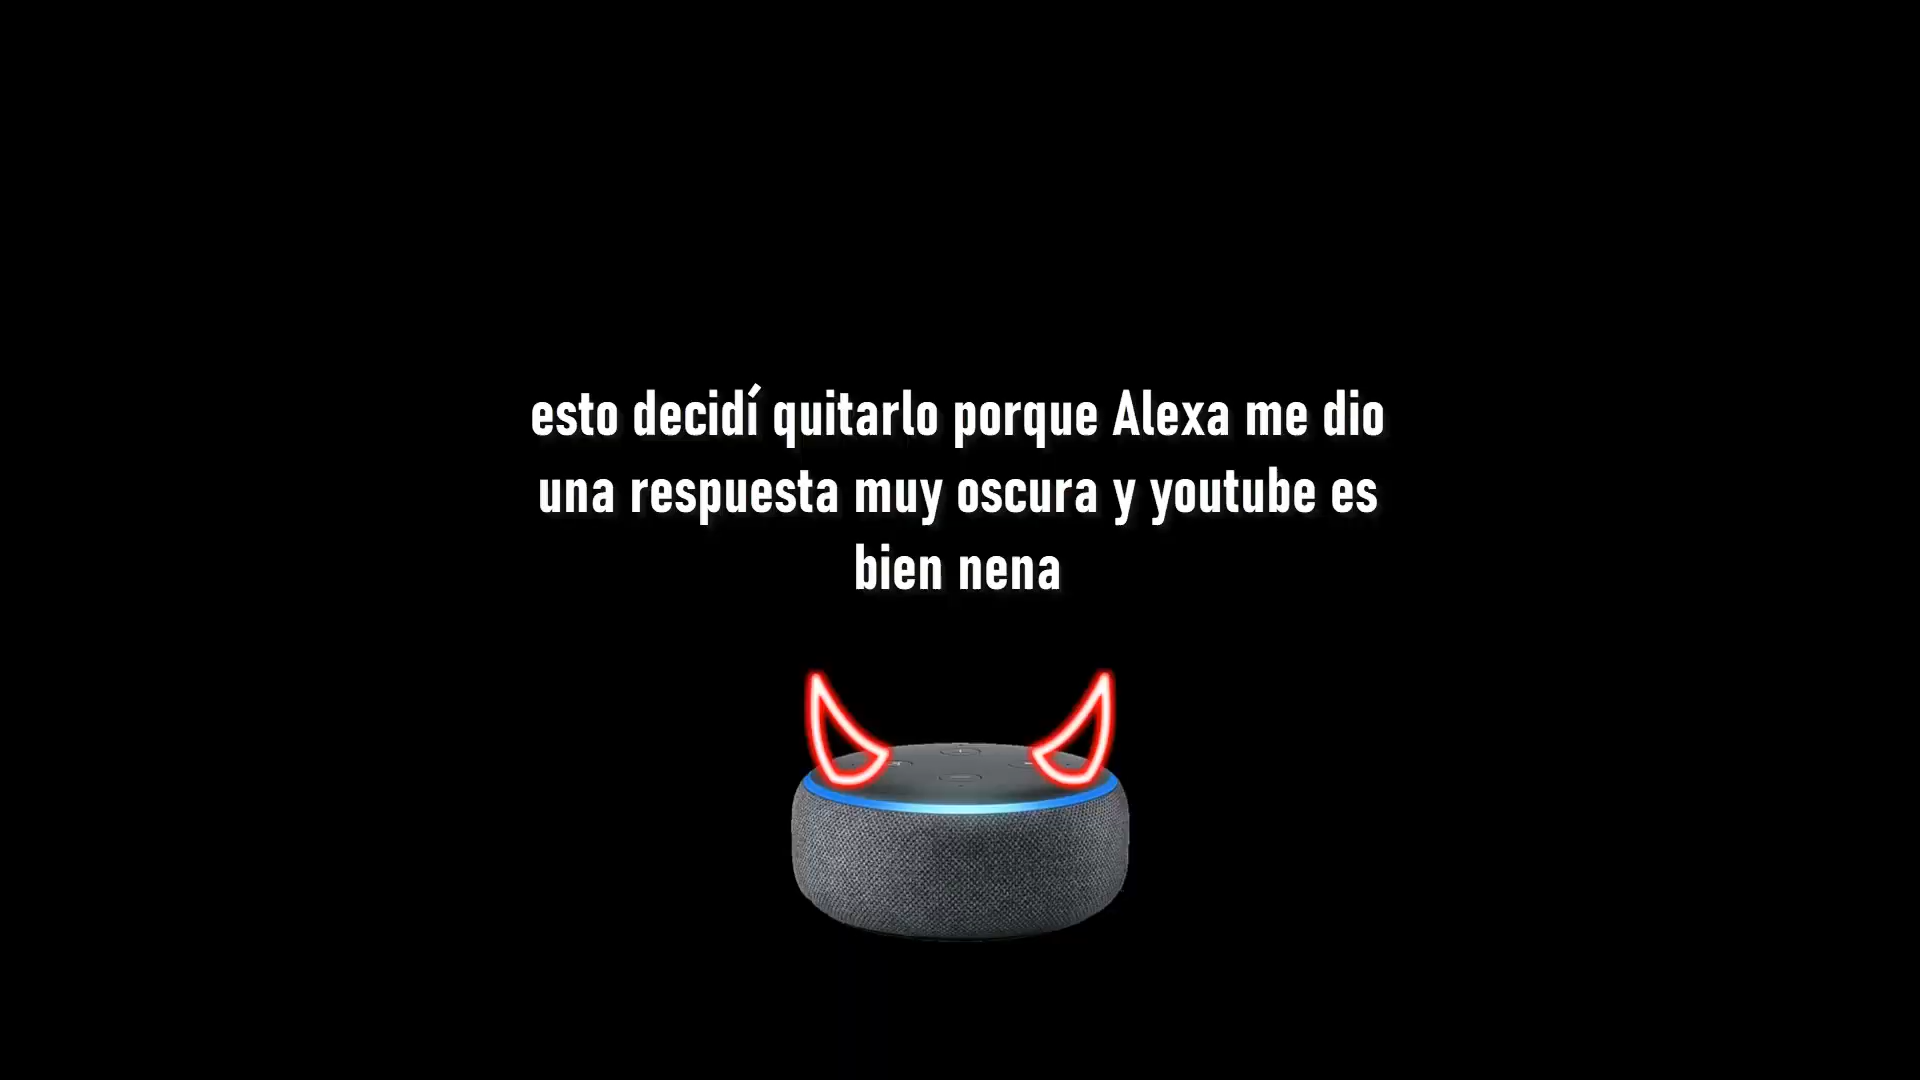 esto decidí quitarlo porque Alexa me dio
una respuesta muy oscura y youtube es
bien nena